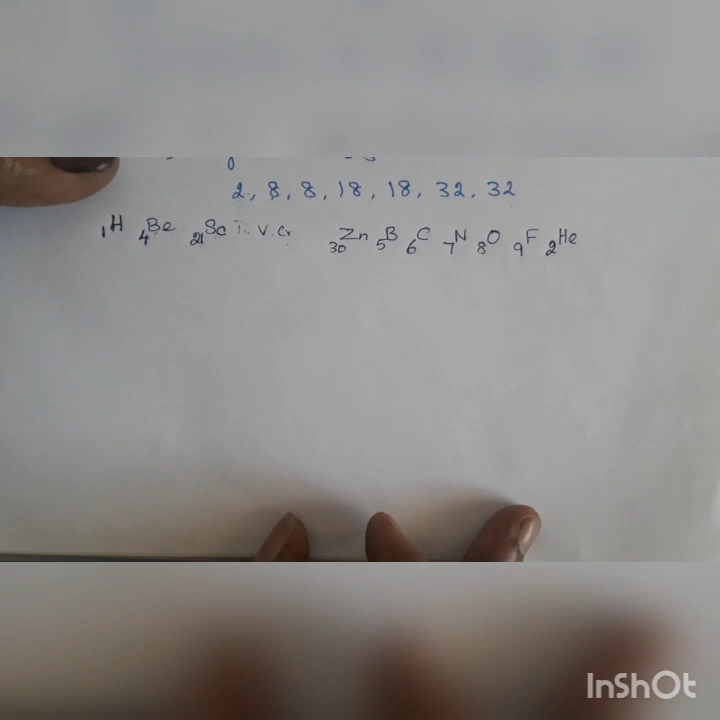 2, 8, 8, 18, 18, 32, 32
1H 4Be 21Sc Ti.. V. Cr 30Zn 5B 6C 7N 8O 9F 2He
InShOt